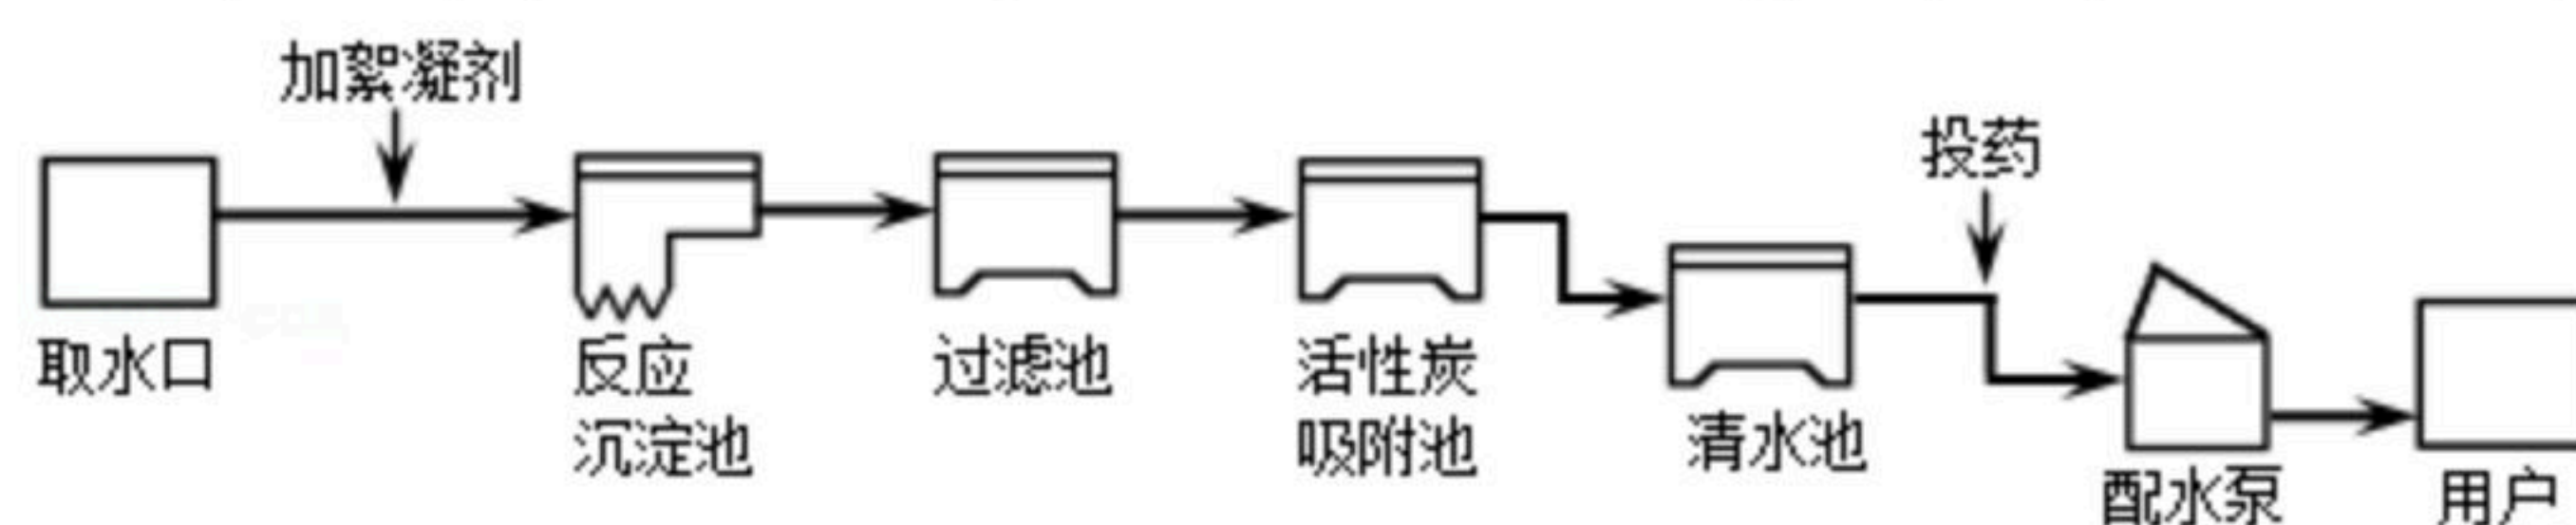 加絮凝剂
投药
取水口
反应
沉淀池
过滤池
活性炭
吸附池
清水池
配水泵
用户